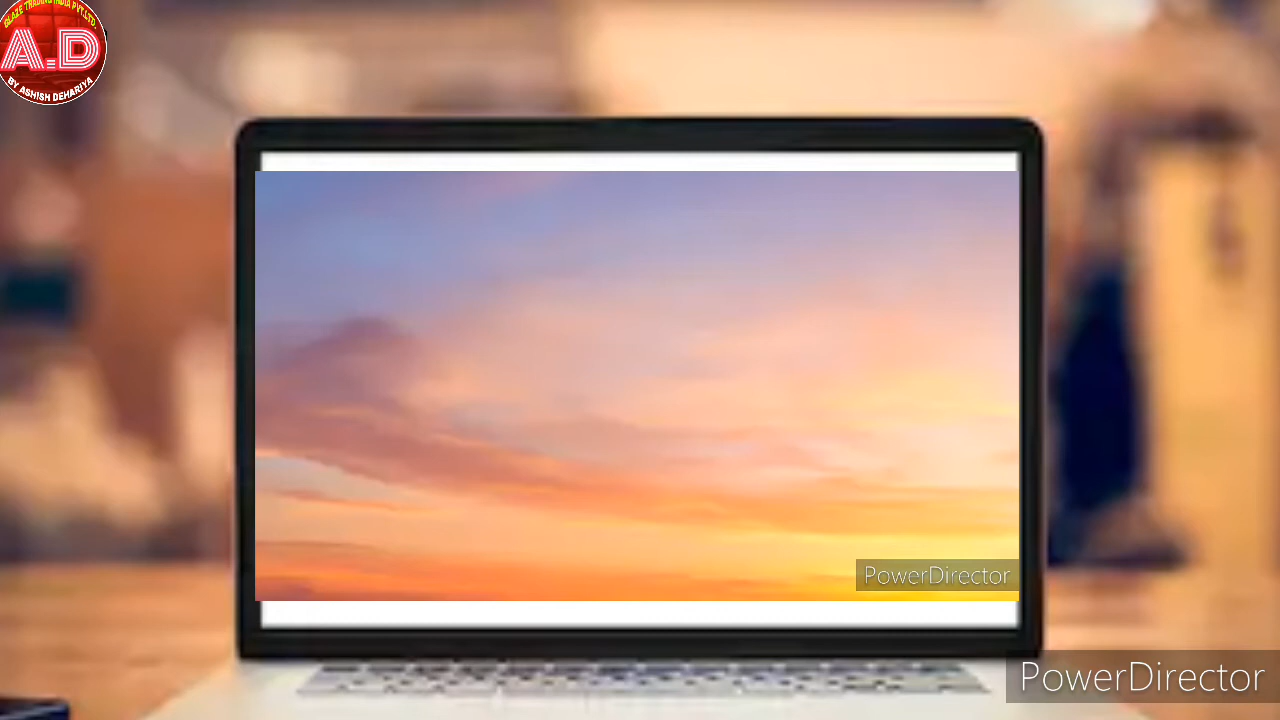 GLAZE TRADING INDIA PVT.LTD.
A.D
BY ASHISH DEHARIYA
PowerDirector
PowerDirector